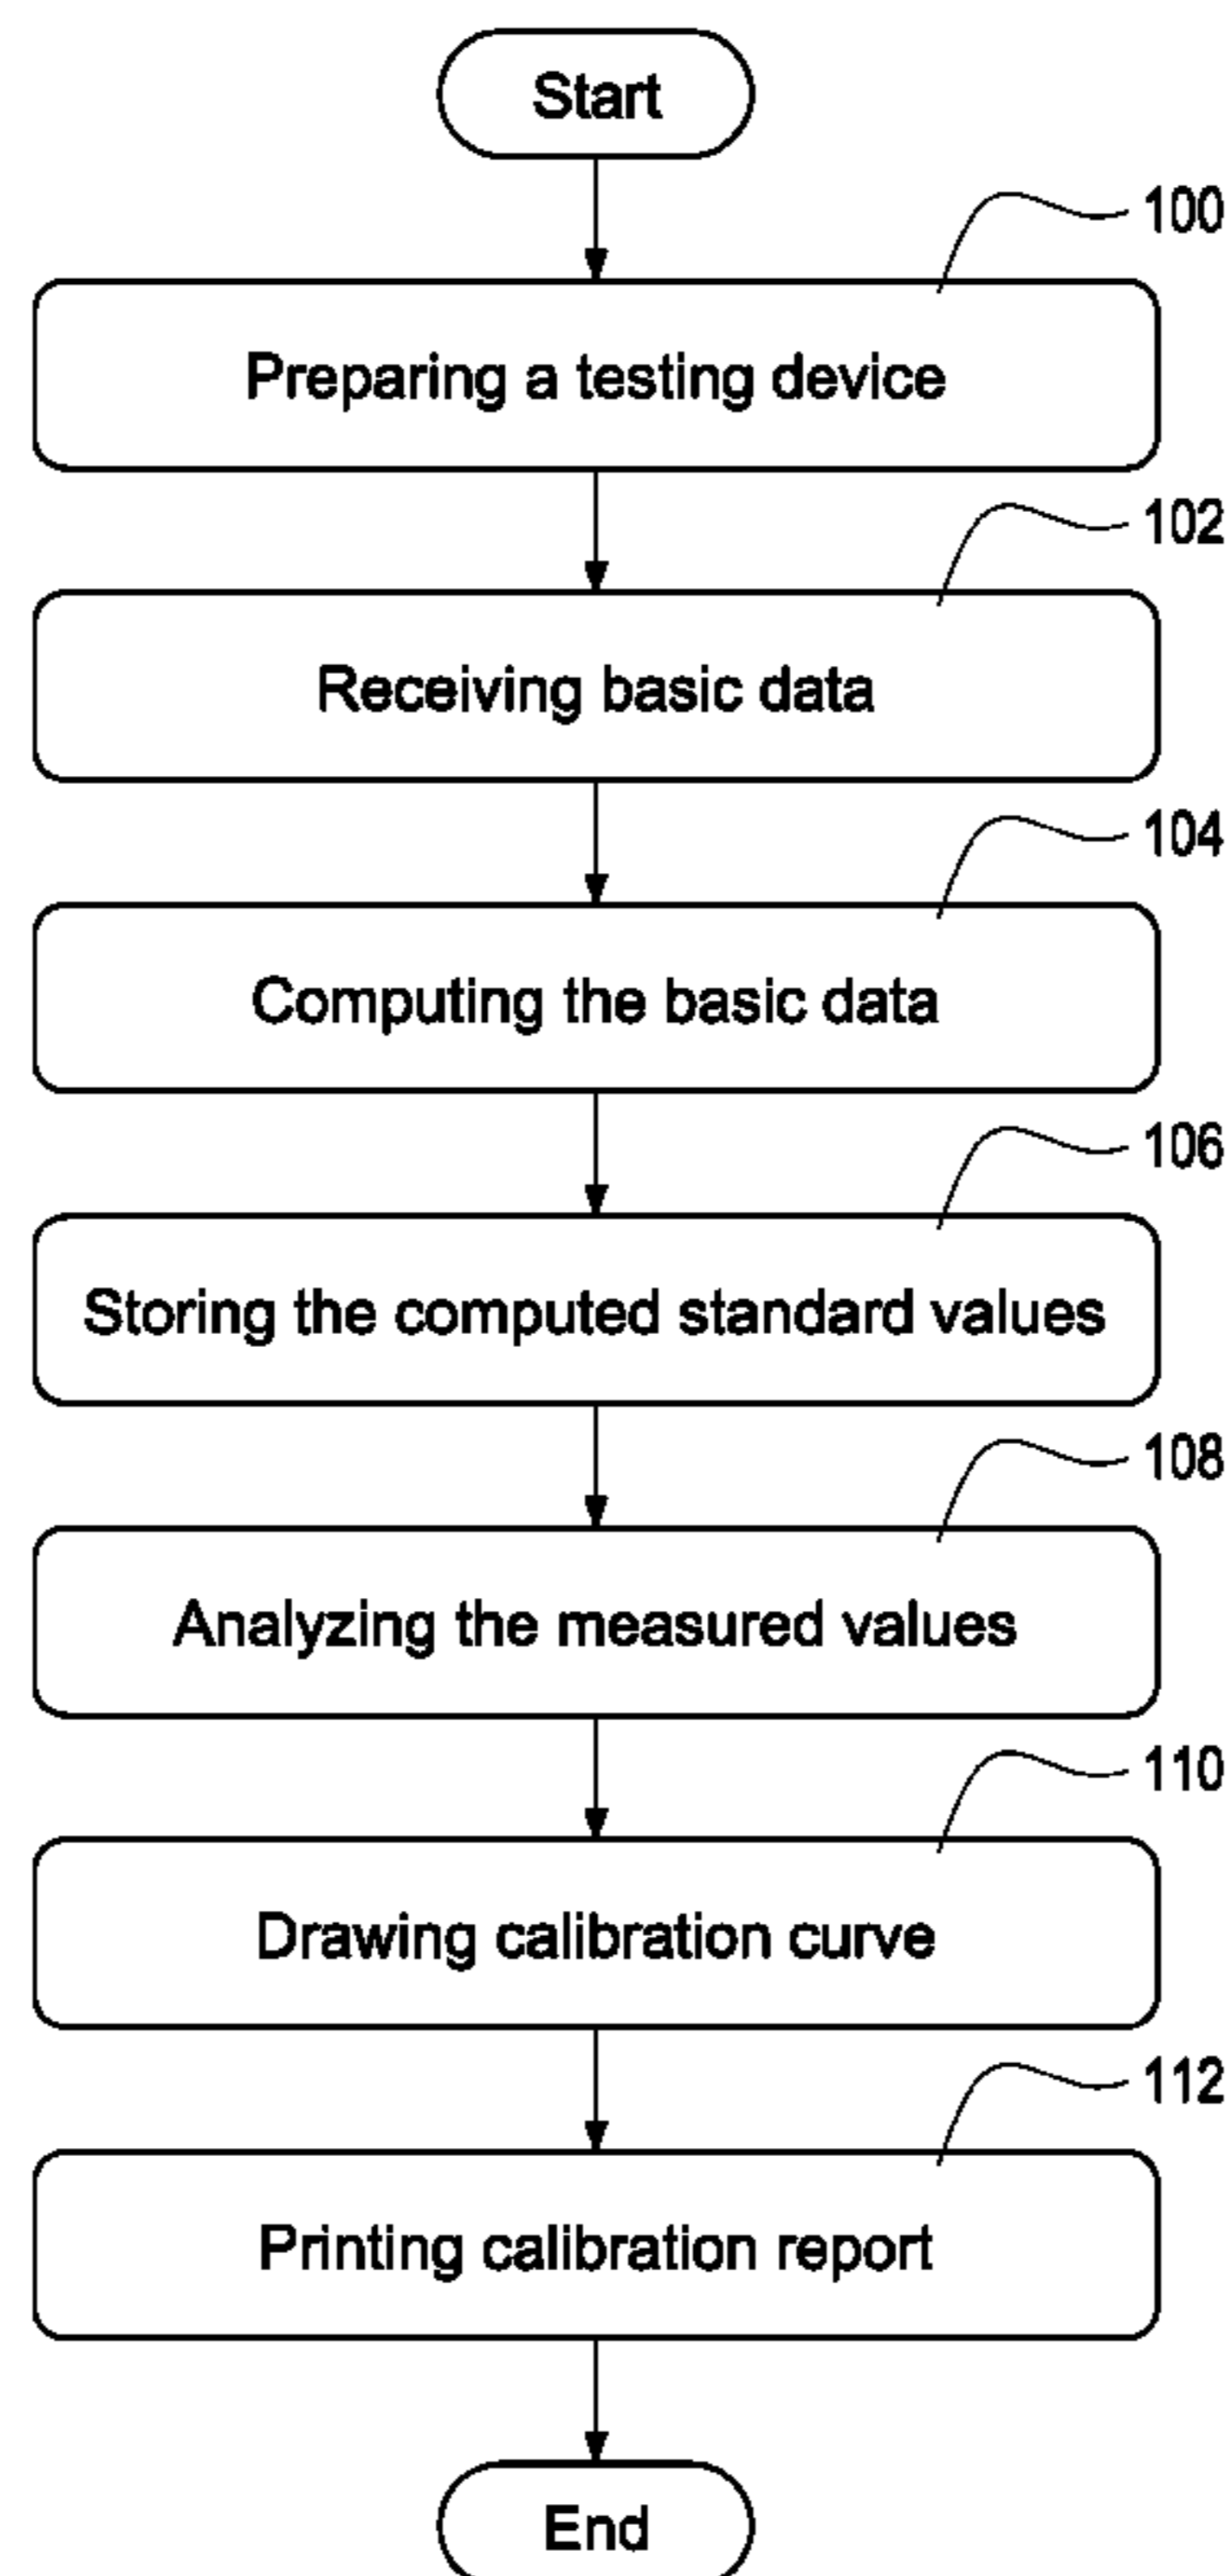 Start
100
Preparing a testing device
102
Receiving basic data
104
Computing the basic data
106
Storing the computed standard values
108
Analyzing the measured values
110
Drawing calibration curve
112
Printing calibration report
End